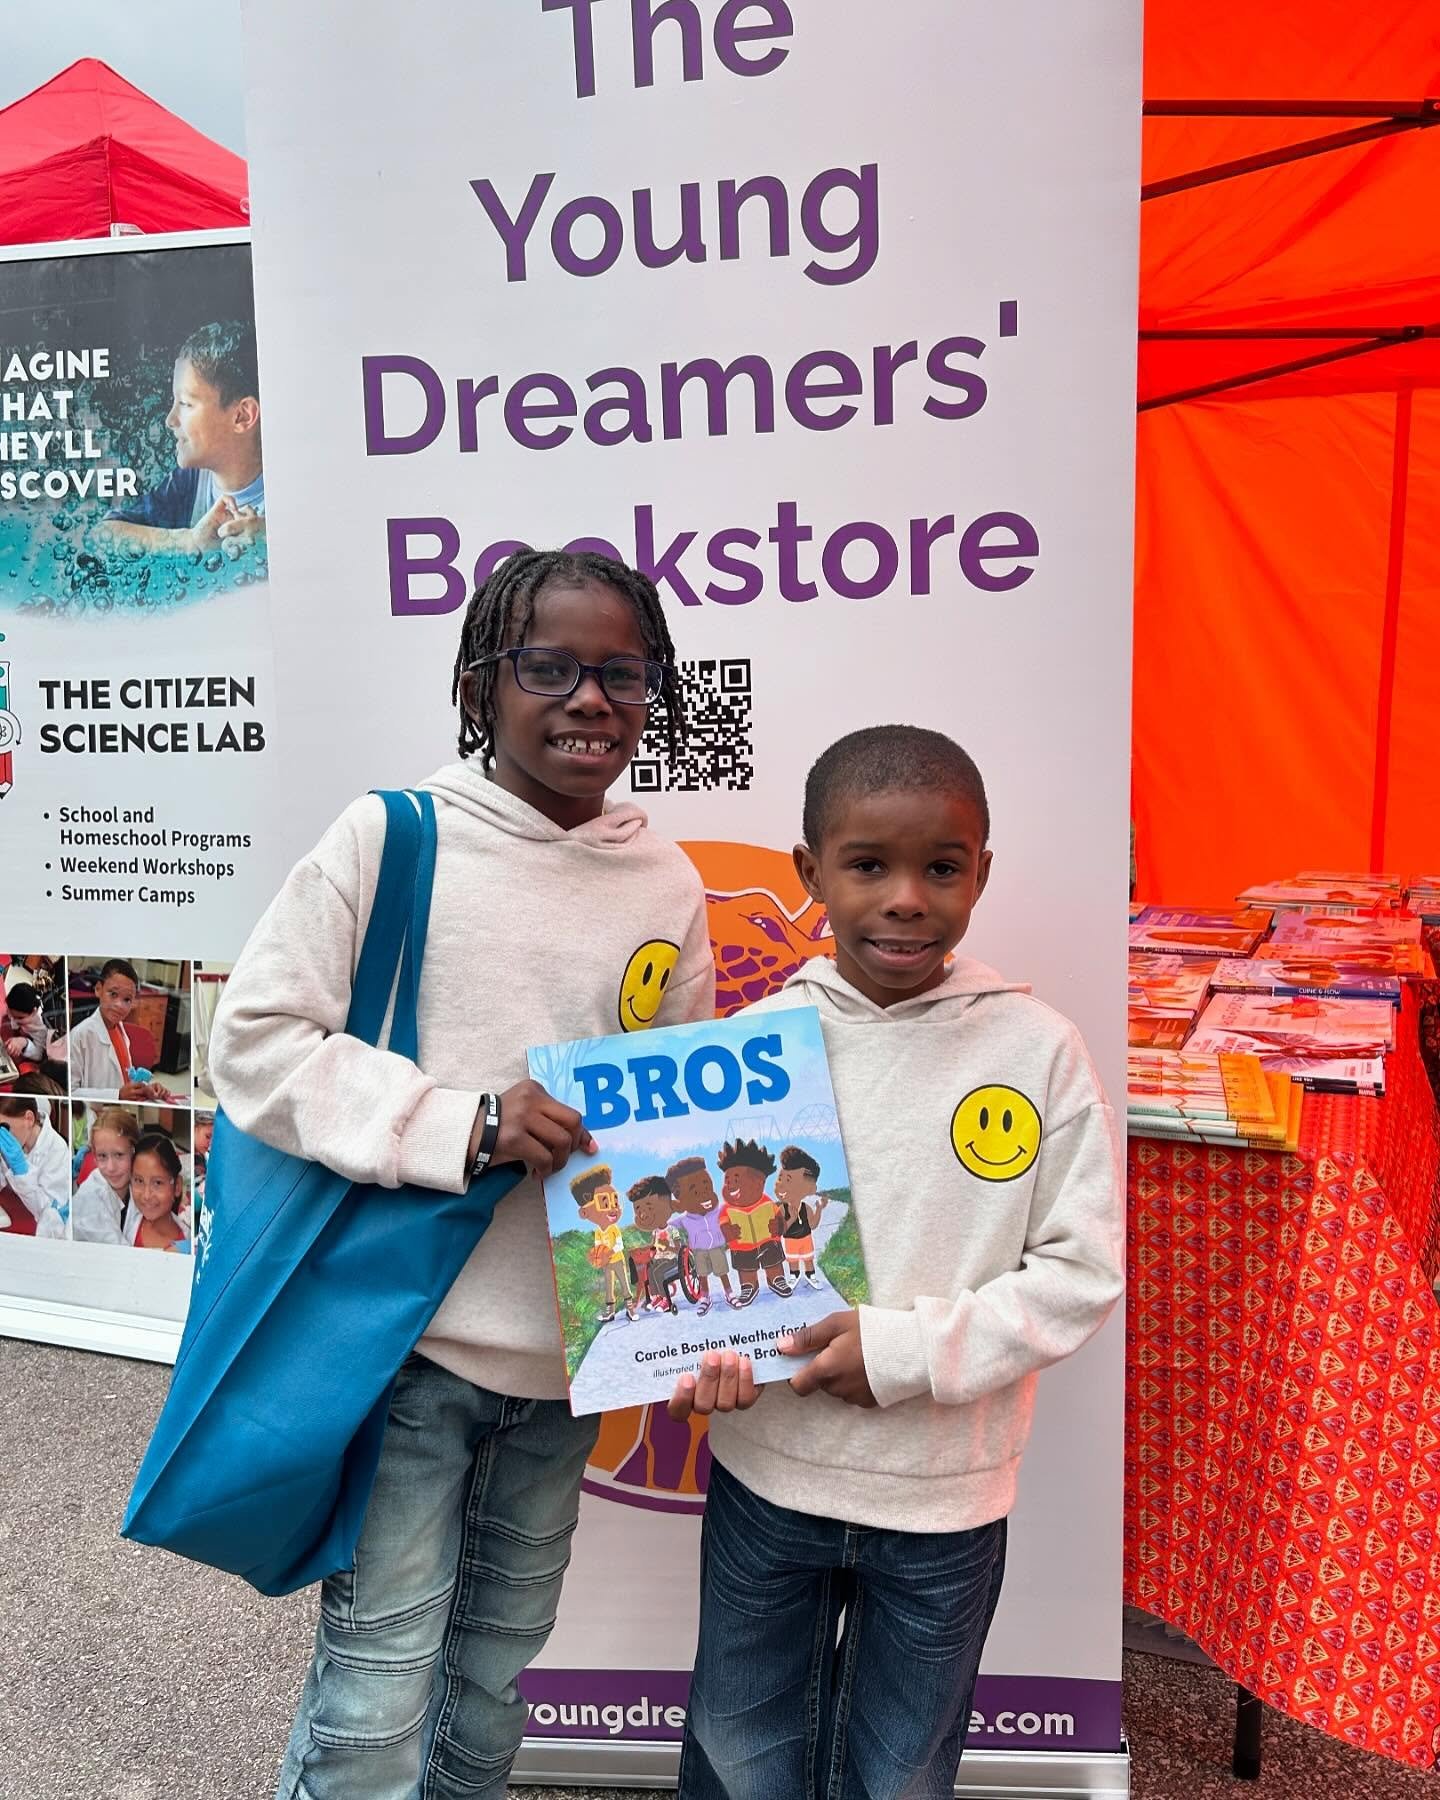 The
Young
Dreamers'
Bookstore
AGINE
HAT
HEY'LL
SCOVER
THE CITIZEN
SCIENCE LAB
• School and
Homeschool Programs
• Weekend Workshops
• Summer Camps
BROS
Carole Boston Weatherford
illustrated
youngdre
e.com